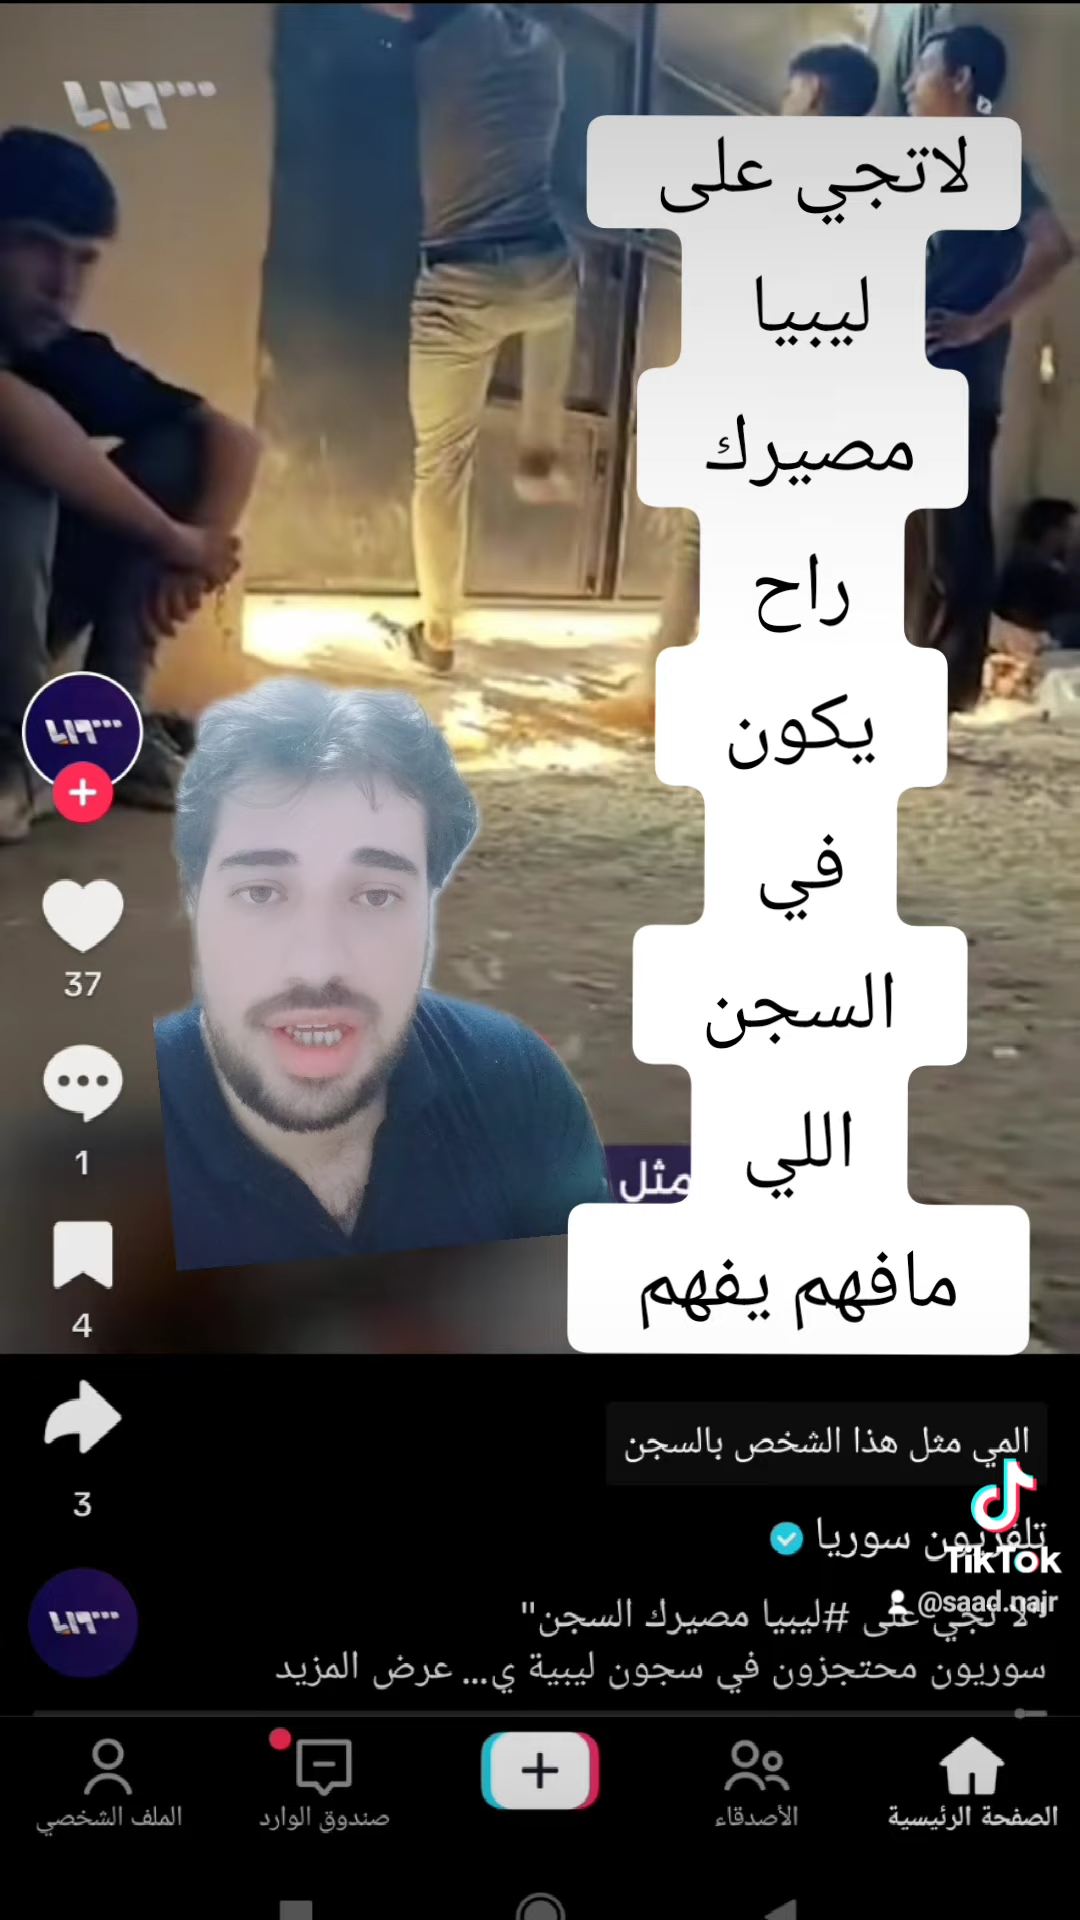 لاتجي على
ليبيا
مصيرك
راح
يكون
في
السجن
اللي
مافهم يفهم
مثل
37
1
4
3
المي مثل هذا الشخص بالسجن
تلفزيون سوريا
TikTok
@saad.najr
"لا تجي على #ليبيا مصيرك السجن"
سوريون محتجزون في سجون ليبية ي... عرض المزيد
الصفحة الرئيسية
الأصدقاء
صندوق الوارد
الملف الشخصي